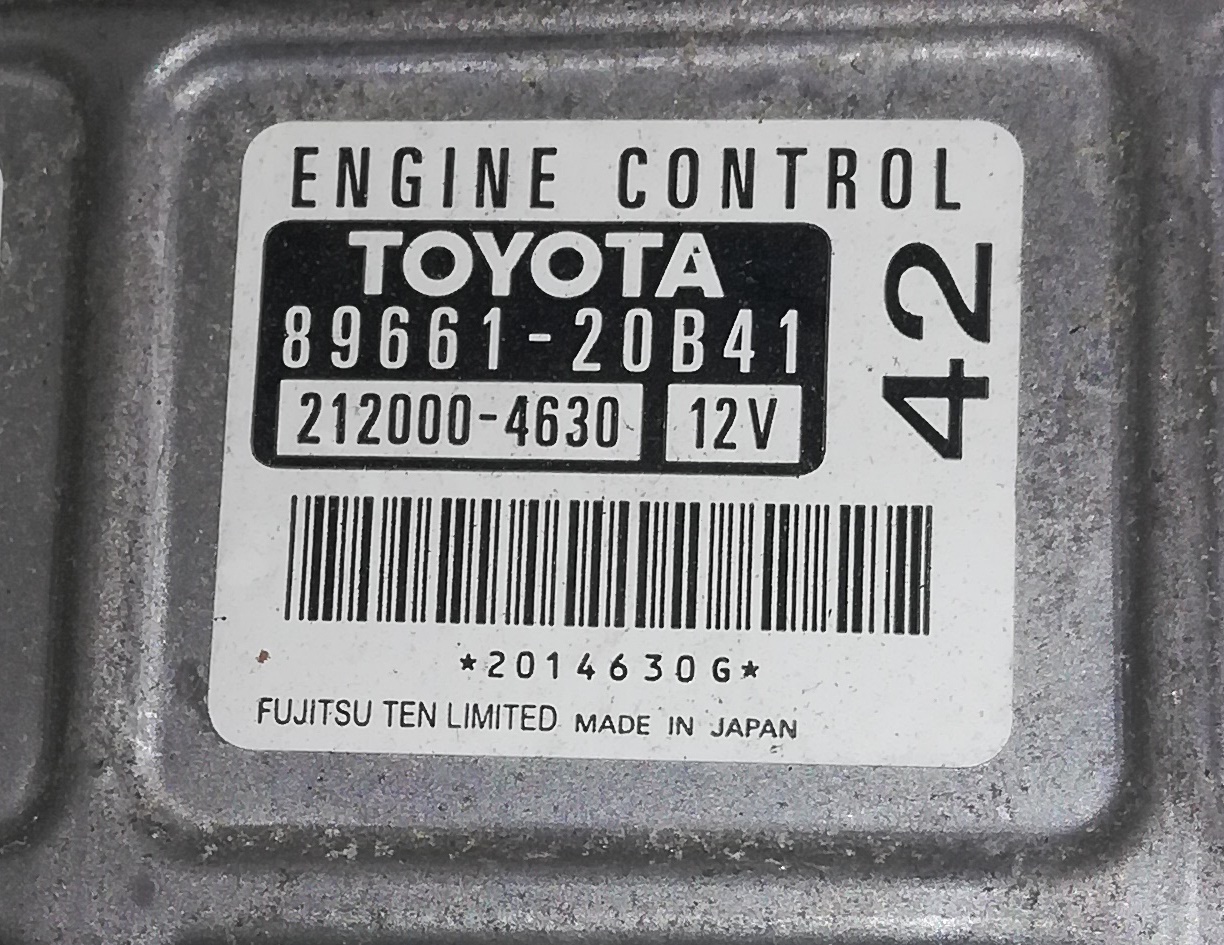 ENGINE CONTROL
TOYOTA
89661-20B41
212000-4630 12V
42
*2014630G*
FUJITSU TEN LIMITED MADE IN JAPAN